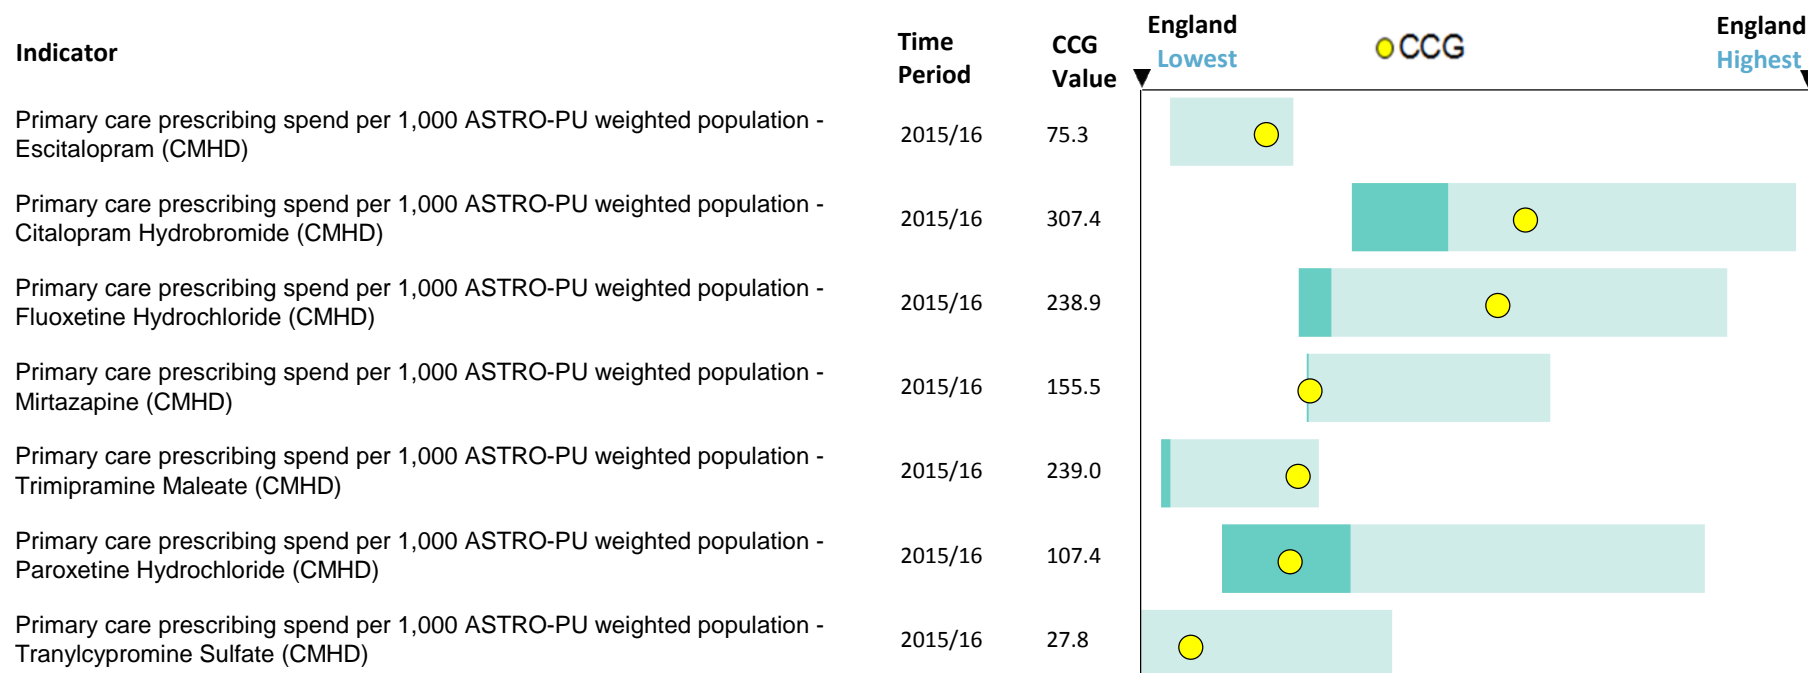 Indicator
Time
Period
CCG
Value
England
Lowest
CCG
England
Highest
Primary care prescribing spend per 1,000 ASTRO-PU weighted population -
Escitalopram (CMHD)
2015/16
75.3
Primary care prescribing spend per 1,000 ASTRO-PU weighted population -
Citalopram Hydrobromide (CMHD)
2015/16
307.4
Primary care prescribing spend per 1,000 ASTRO-PU weighted population -
Fluoxetine Hydrochloride (CMHD)
2015/16
238.9
Primary care prescribing spend per 1,000 ASTRO-PU weighted population -
Mirtazapine (CMHD)
2015/16
155.5
Primary care prescribing spend per 1,000 ASTRO-PU weighted population -
Trimipramine Maleate (CMHD)
2015/16
239.0
Primary care prescribing spend per 1,000 ASTRO-PU weighted population -
Paroxetine Hydrochloride (CMHD)
2015/16
107.4
Primary care prescribing spend per 1,000 ASTRO-PU weighted population -
Tranylcypromine Sulfate (CMHD)
2015/16
27.8